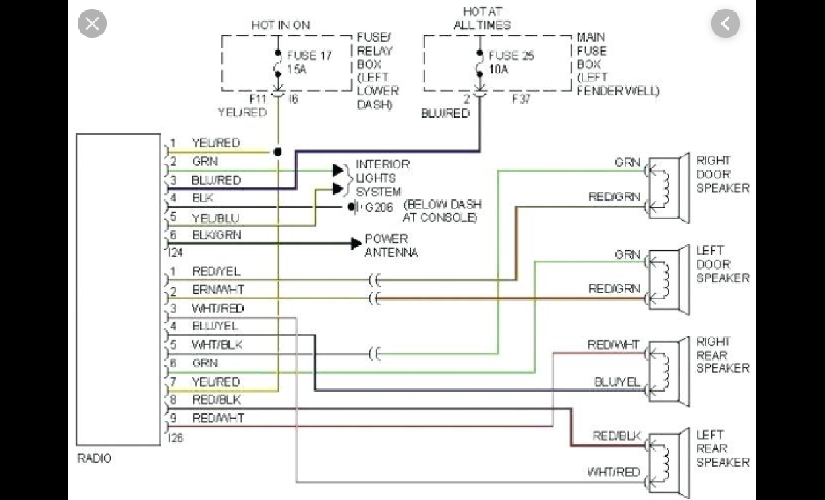 HOT IN ON
HOT AT
ALL TIMES
FUSE 17
15A
FUSE/
RELAY
BOX
(LEFT
LOWER
DASH)
FUSE 25
10A
MAIN
FUSE
BOX
(LEFT
FENDERWELL)
F11
I6
YEL/RED
2
F37
BLU/RED
1 YEL/RED
2 GRN
3 BLU/RED
4 BLK
5 YEL/BLU
6 BLK/GRN
I24
INTERIOR
LIGHTS
SYSTEM
G206
(BELOW DASH
AT CONSOLE)
POWER
ANTENNA
1 RED/YEL
2 BRN/WHT
3 WHT/RED
4 BLU/YEL
5 WHT/BLK
6 GRN
7 YEL/RED
8 RED/BLK
9 RED/WHT
I26
RADIO
GRN
RED/GRN
RIGHT
DOOR
SPEAKER
GRN
RED/GRN
LEFT
DOOR
SPEAKER
RED/WHT
BLU/YEL
RIGHT
REAR
SPEAKER
RED/BLK
WHT/RED
LEFT
REAR
SPEAKER